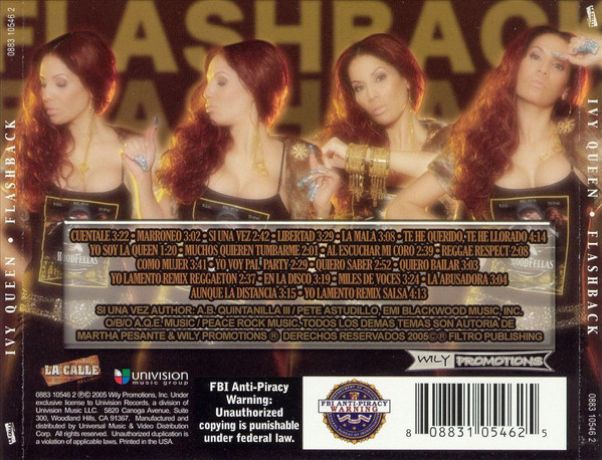 FLASHBACK
0883 10546 2
IVY QUEEN • FLASHBACK
IVY QUEEN • FLASHBACK
0883 10546 2
CUENTALE 3:22 - MARRONEO 3:02 - SI UNA VEZ 2:42 - LIBERTAD 3:29 - LA MALA 3:08 - TE HE QUERIDO, TE HE LLORADO 4:14
YO SOY LA QUEEN 1:20 - MUCHOS QUIEREN TUMBARME 2:01 - AL ESCUCHAR MI CORO 2:39 - REGGAE RESPECT 2:08
COMO MUJER 3:41 - YO VOY PAL PARTY 2:29 - QUIERO SABER 2:52 - QUIERO BAILAR 3:03
YO LAMENTO REMIX REGGAETON 2:37 - EN LA DISCO 3:19 - MILES DE VOCES 3:24 - LA ABUSADORA 3:04
AUNQUE LA DISTANCIA 3:15 - YO LAMENTO REMIX SALSA 4:13
SI UNA VEZ AUTHOR: A.B. QUINTANILLA III / PETE ASTUDILLO, EMI BLACKWOOD MUSIC, INC.
O/B/O A.Q.E. MUSIC / PEACE ROCK MUSIC. TODOS LOS DEMAS TEMAS SON AUTORIA DE
MARTHA PESANTE & WILY PROMOTIONS ® DERECHOS RESERVADOS 2005 © ® FILTRO PUBLISHING
WILY PROMOTIONS
LA CALLE
univision
music group
0883 10546 2 ℗© 2005 Wily Promotions, Inc. Under
exclusive license to Univision Records, a division of
Univision Music LLC. 5820 Canoga Avenue, Suite
300, Woodland Hills, CA 91367. Manufactured and
distributed by Universal Music & Video Distribution
Corp. All rights reserved. Unauthorized duplication is
a violation of applicable laws. Printed in the USA.
FBI Anti-Piracy
Warning:
Unauthorized
copying is punishable
under federal law.
FBI ANTI-PIRACY
WARNING
8 08831 05462 5